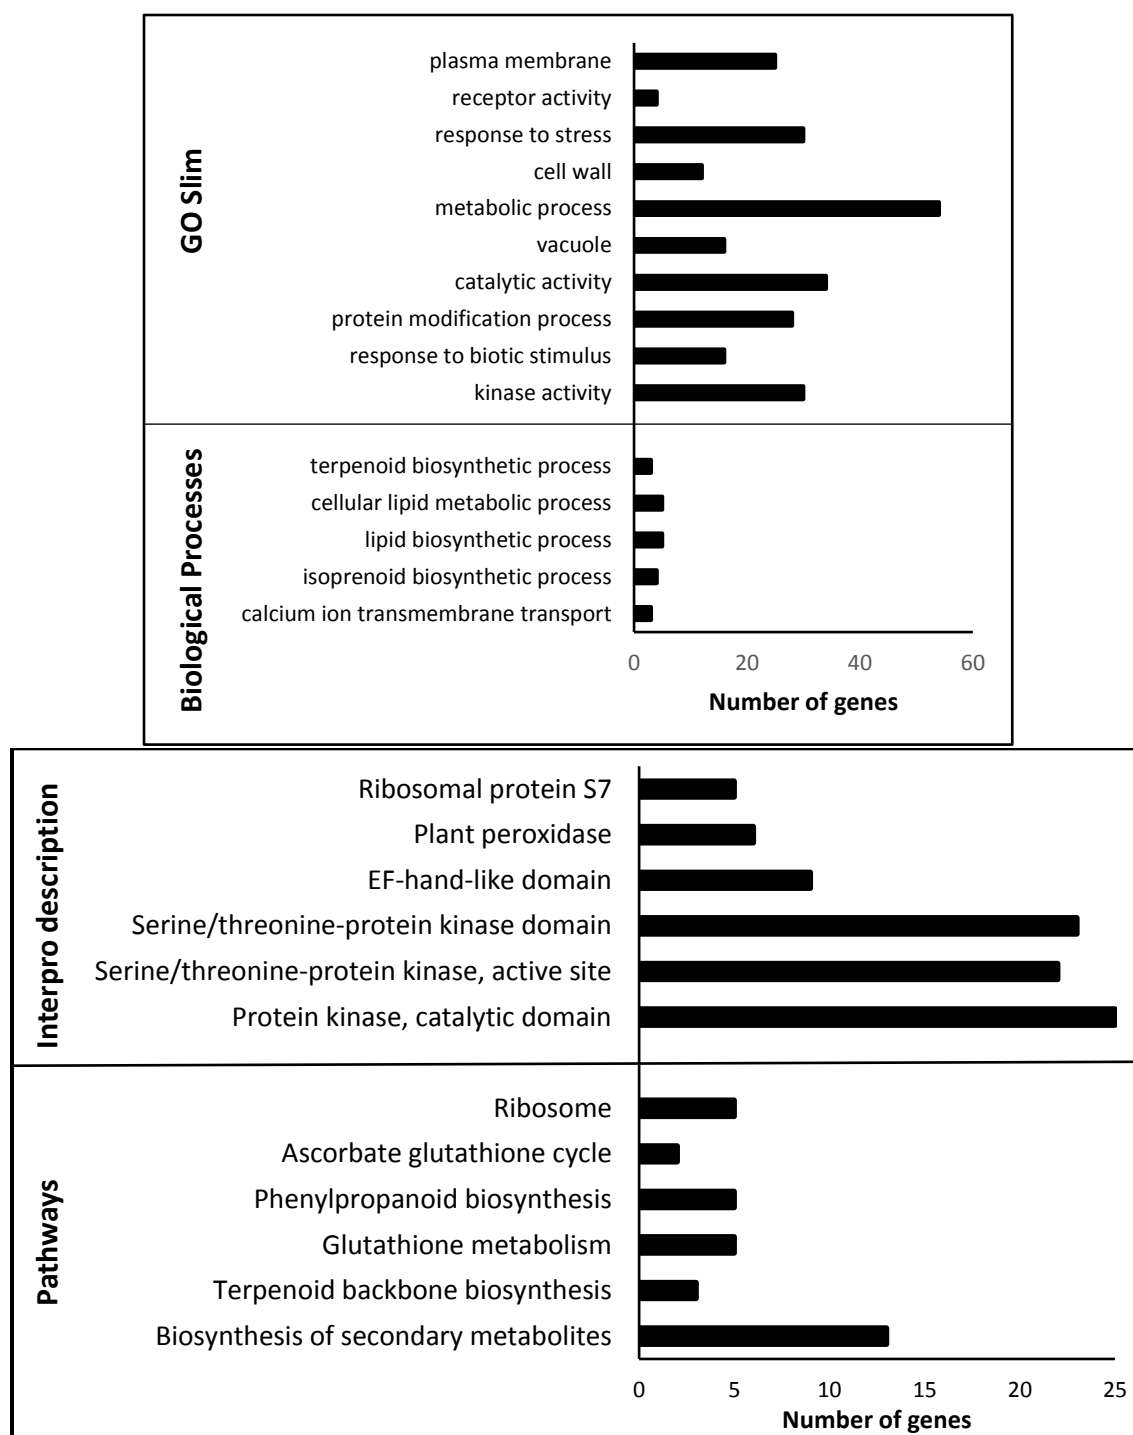 GO Slim
plasma membrane
receptor activity
response to stress
cell wall
metabolic process
vacuole
catalytic activity
protein modification process
response to biotic stimulus
kinase activity
Biological Processes
terpenoid biosynthetic process
cellular lipid metabolic process
lipid biosynthetic process
isoprenoid biosynthetic process
calcium ion transmembrane transport
0 20 40 60
Number of genes
Interpro description
Ribosomal protein S7
Plant peroxidase
EF-hand-like domain
Serine/threonine-protein kinase domain
Serine/threonine-protein kinase, active site
Protein kinase, catalytic domain
Pathways
Ribosome
Ascorbate glutathione cycle
Phenylpropanoid biosynthesis
Glutathione metabolism
Terpenoid backbone biosynthesis
Biosynthesis of secondary metabolites
0 5 10 15 20 25
Number of genes